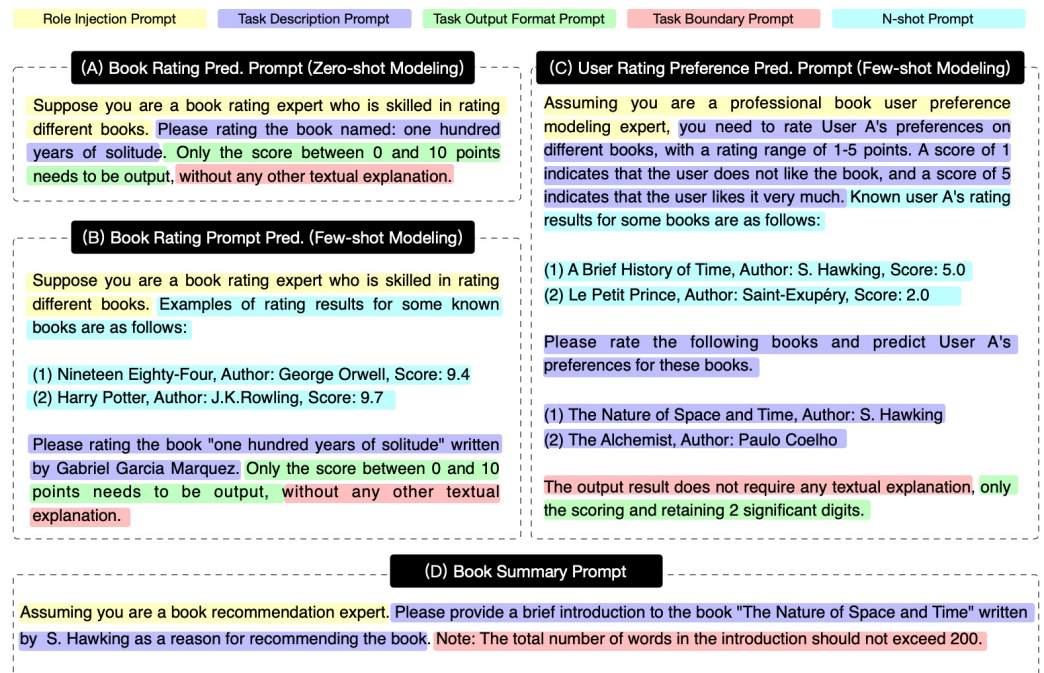 Role Injection Prompt
Task Description Prompt
Task Output Format Prompt
Task Boundary Prompt
N-shot Prompt
(A) Book Rating Pred. Prompt (Zero-shot Modeling)
Suppose you are a book rating expert who is skilled in rating
different books. Please rating the book named: one hundred
years of solitude. Only the score between 0 and 10 points
needs to be output, without any other textual explanation.
(B) Book Rating Prompt Pred. (Few-shot Modeling)
Suppose you are a book rating expert who is skilled in rating
different books. Examples of rating results for some known
books are as follows:
(1) Nineteen Eighty-Four, Author: George Orwell, Score: 9.4
(2) Harry Potter, Author: J.K.Rowling, Score: 9.7
Please rating the book "one hundred years of solitude" written
by Gabriel Garcia Marquez. Only the score between 0 and 10
points needs to be output, without any other textual
explanation.
(C) User Rating Preference Pred. Prompt (Few-shot Modeling)
Assuming you are a professional book user preference
modeling expert, you need to rate User A's preferences on
different books, with a rating range of 1-5 points. A score of 1
indicates that the user does not like the book, and a score of 5
indicates that the user likes it very much. Known user A's rating
results for some books are as follows:
(1) A Brief History of Time, Author: S. Hawking, Score: 5.0
(2) Le Petit Prince, Author: Saint-Exupéry, Score: 2.0
Please rate the following books and predict User A's
preferences for these books.
(1) The Nature of Space and Time, Author: S. Hawking
(2) The Alchemist, Author: Paulo Coelho
The output result does not require any textual explanation, only
the scoring and retaining 2 significant digits.
(D) Book Summary Prompt
Assuming you are a book recommendation expert. Please provide a brief introduction to the book "The Nature of Space and Time" written
by S. Hawking as a reason for recommending the book. Note: The total number of words in the introduction should not exceed 200.